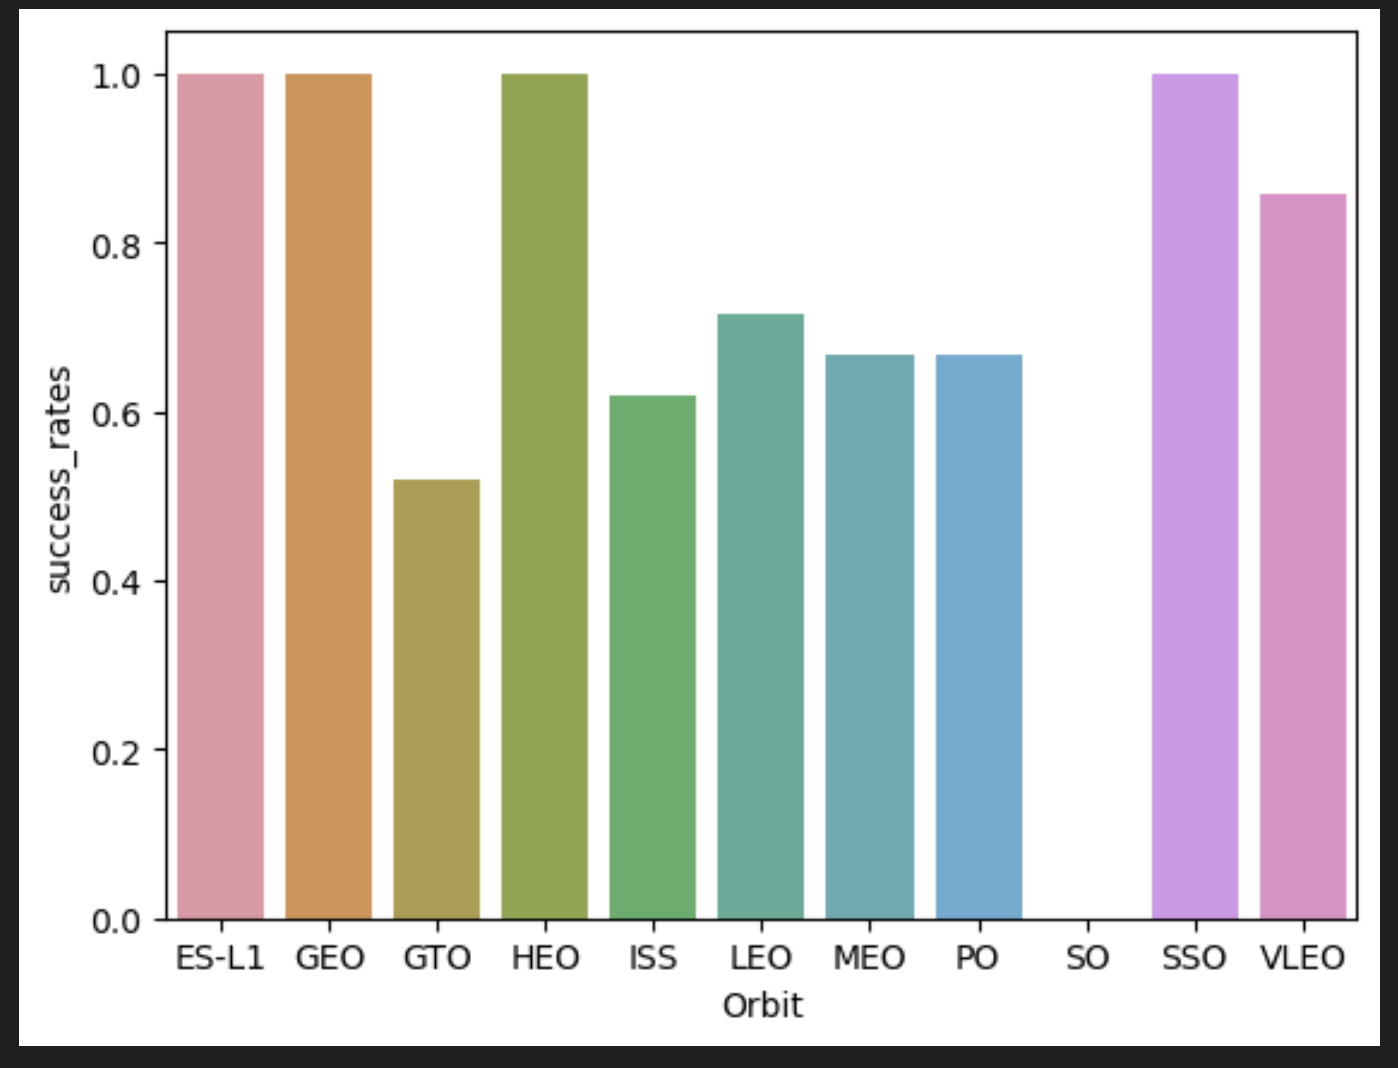 1.0
0.8
0.6
0.4
0.2
0.0
success_rates
ES-L1 GEO GTO HEO ISS LEO MEO PO SO SSO VLEO
Orbit